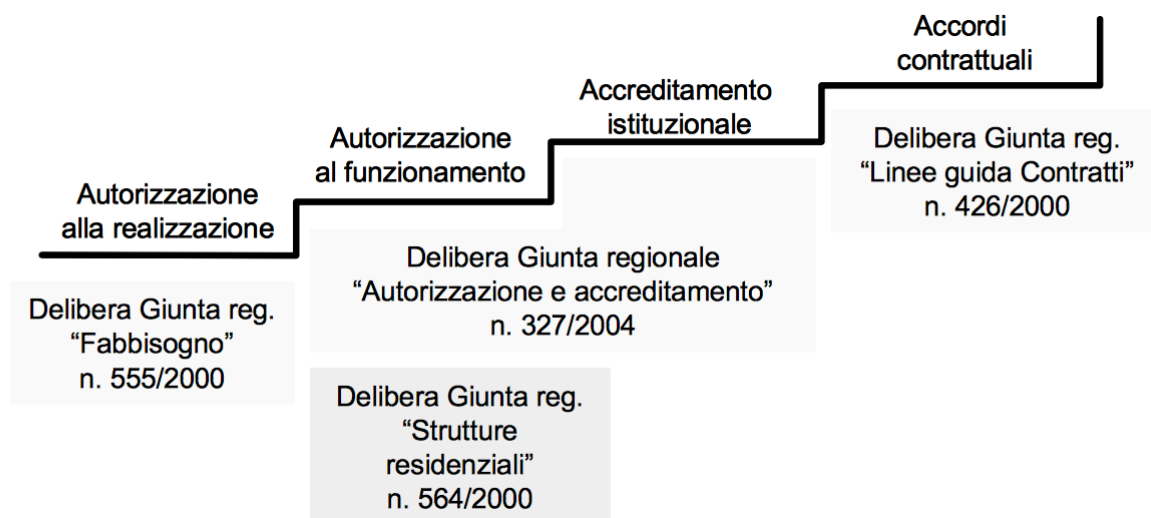 Autorizzazione
alla realizzazione
Delibera Giunta reg.
“Fabbisogno”
n. 555/2000
Autorizzazione
al funzionamento
Accreditamento
istituzionale
Delibera Giunta regionale
“Autorizzazione e accreditamento”
n. 327/2004
Delibera Giunta reg.
“Strutture
residenziali”
n. 564/2000
Accordi
contrattuali
Delibera Giunta reg.
“Linee guida Contratti”
n. 426/2000